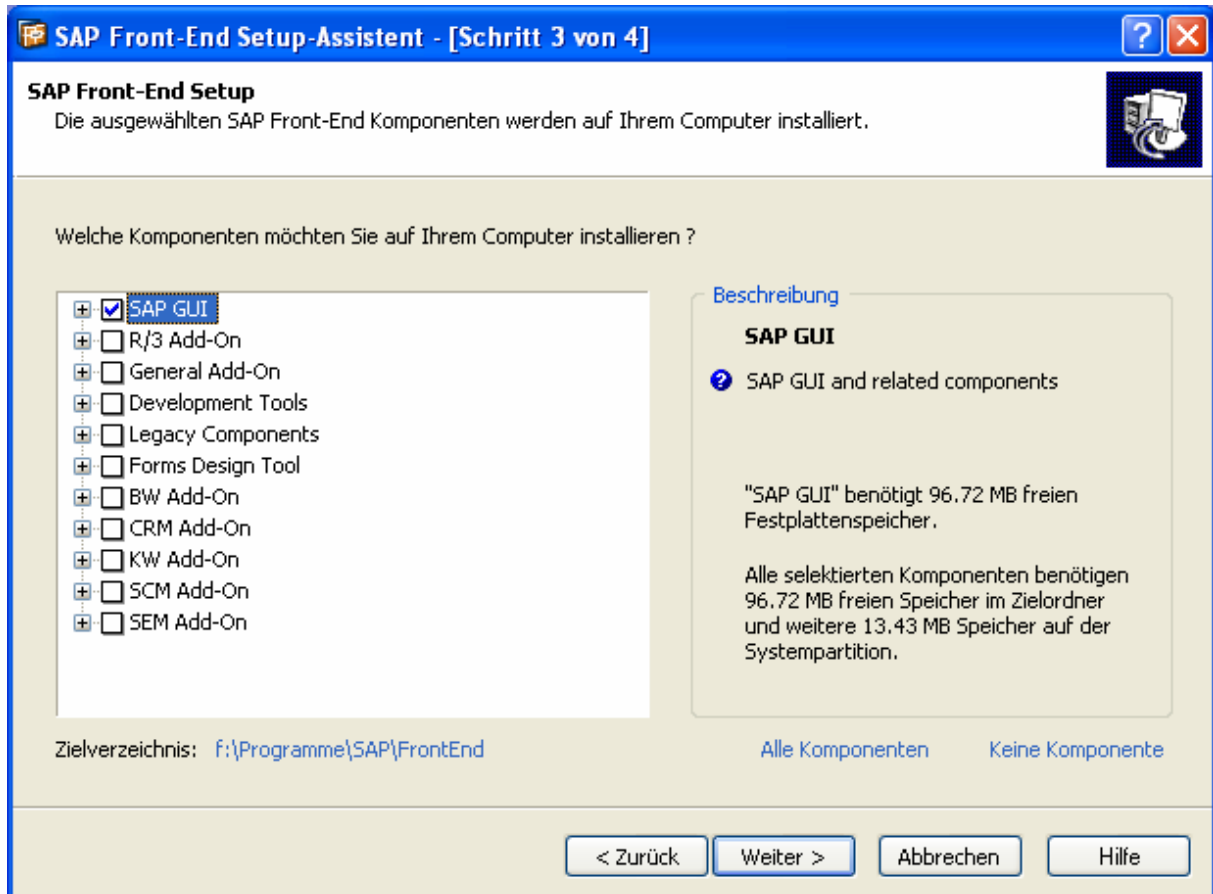 SAP Front-End Setup-Assistent - [Schritt 3 von 4]
SAP Front-End Setup
Die ausgewählten SAP Front-End Komponenten werden auf Ihrem Computer installiert.
Welche Komponenten möchten Sie auf Ihrem Computer installieren ?
SAP GUI
R/3 Add-On
General Add-On
Development Tools
Legacy Components
Forms Design Tool
BW Add-On
CRM Add-On
KW Add-On
SCM Add-On
SEM Add-On
Beschreibung
SAP GUI
SAP GUI and related components
"SAP GUI" benötigt 96.72 MB freien
Festplattenspeicher.
Alle selektierten Komponenten benötigen
96.72 MB freien Speicher im Zielordner
und weitere 13.43 MB Speicher auf der
Systempartition.
Zielverzeichnis: f:\Programme\SAP\FrontEnd
Alle Komponenten Keine Komponente
< Zurück Weiter > Abbrechen Hilfe